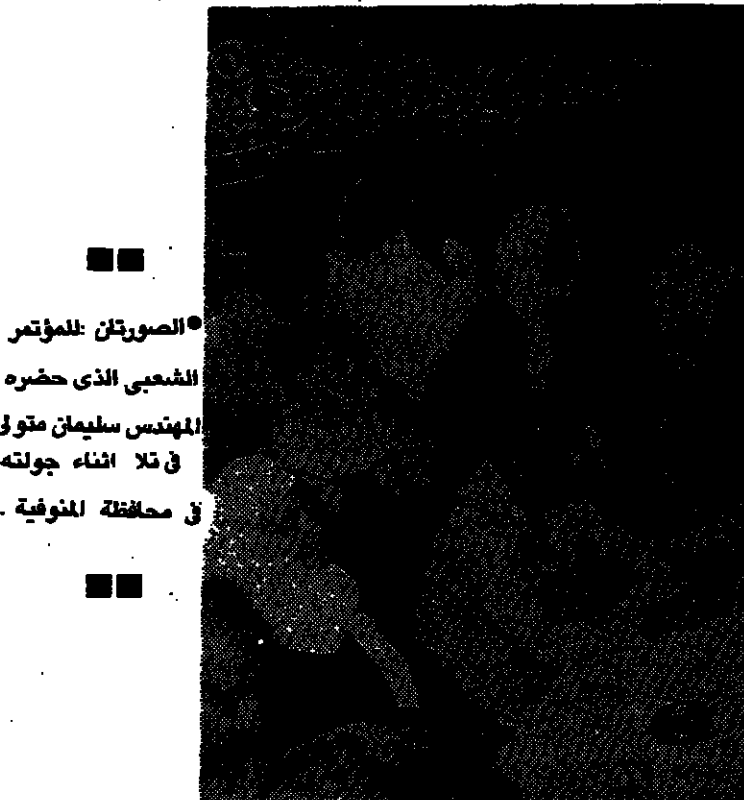 ● الصورتان :للمؤتمر
الشعبى الذى حضره
المهندس سليمان متولى
فى تلا اثناء جولته
فى محافظة المنوفية .